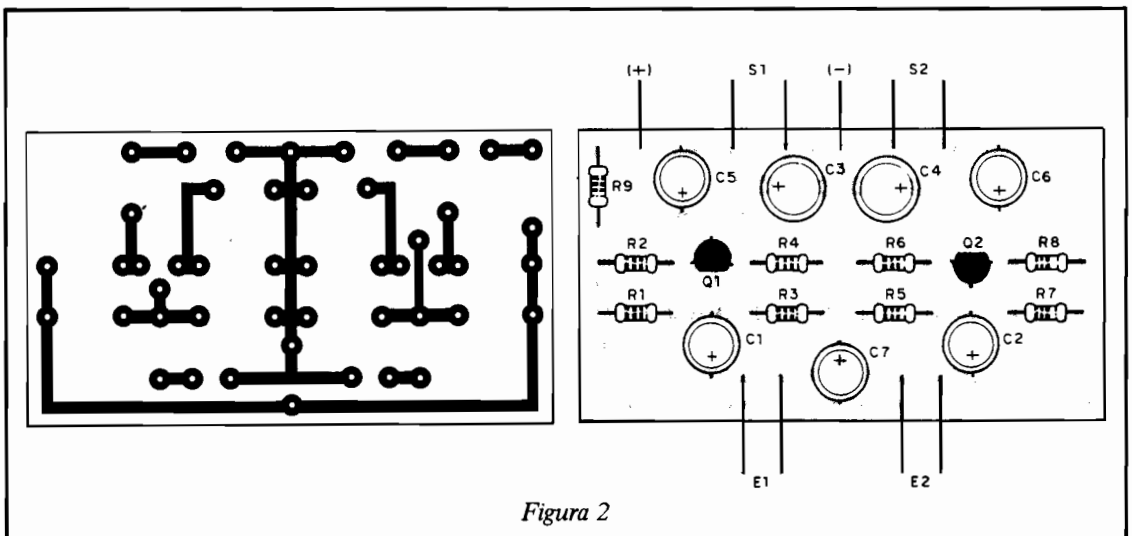 (+) S1 (-) S2
C5 + C3 + C4 + C6 +
R9
R2 R4 R6 Q2 R8
Q1
R1 R3 R5 R7
C1 + C7 + C2 +
E1 E2
Figura 2